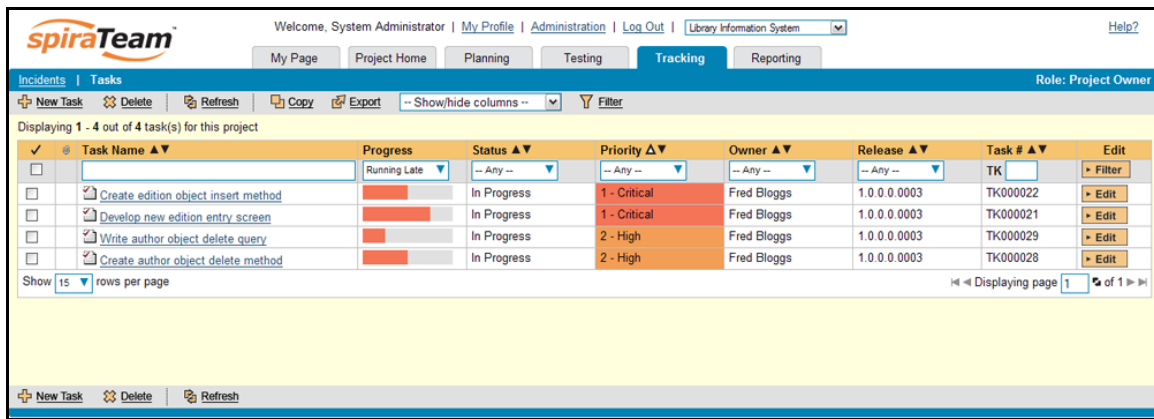 spiraTeam
Welcome, System Administrator | My Profile | Administration | Log Out | Library Information System
Help?
My Page Project Home Planning Testing Tracking Reporting
Incidents | Tasks Role: Project Owner
New Task Delete Refresh Copy Export -- Show/hide columns -- Filter
Displaying 1 - 4 out of 4 task(s) for this project
Task Name Progress Status Priority Owner Release Task # Edit
Running Late -- Any -- -- Any -- -- Any -- -- Any -- TK Filter
Create edition object insert method In Progress 1 - Critical Fred Bloggs 1.0.0.0.0003 TK000022 Edit
Develop new edition entry screen In Progress 1 - Critical Fred Bloggs 1.0.0.0.0003 TK000021 Edit
Write author object delete query In Progress 2 - High Fred Bloggs 1.0.0.0.0003 TK000029 Edit
Create author object delete method In Progress 2 - High Fred Bloggs 1.0.0.0.0003 TK000028 Edit
Show 15 rows per page Displaying page 1 of 1
New Task Delete Refresh